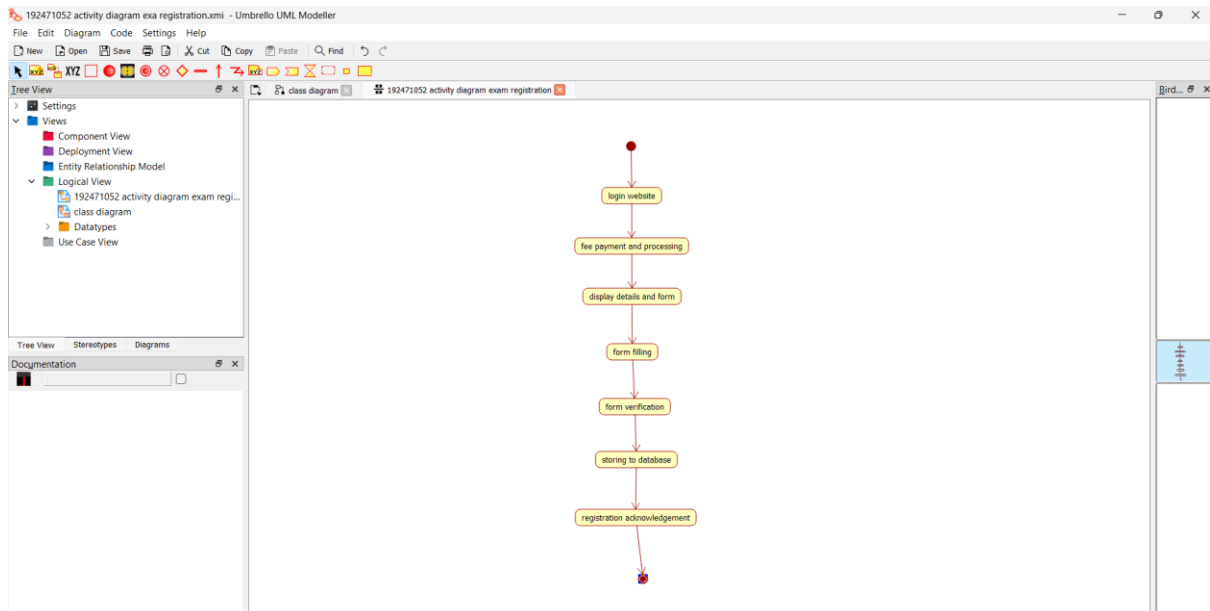 192471052 activity diagram exa registration.xmi - Umbrello UML Modeller
File Edit Diagram Code Settings Help
New Open Save Cut Copy Paste Find
XYZ XYZ XYZ
Tree View
class diagram
192471052 activity diagram exam registration
Bird...
Settings
Views
Component View
Deployment View
Entity Relationship Model
Logical View
192471052 activity diagram exam regi...
class diagram
Datatypes
Use Case View
Tree View Stereotypes Diagrams
Documentation
login website
fee payment and processing
display details and form
form filling
form verification
storing to database
registration acknowledgement